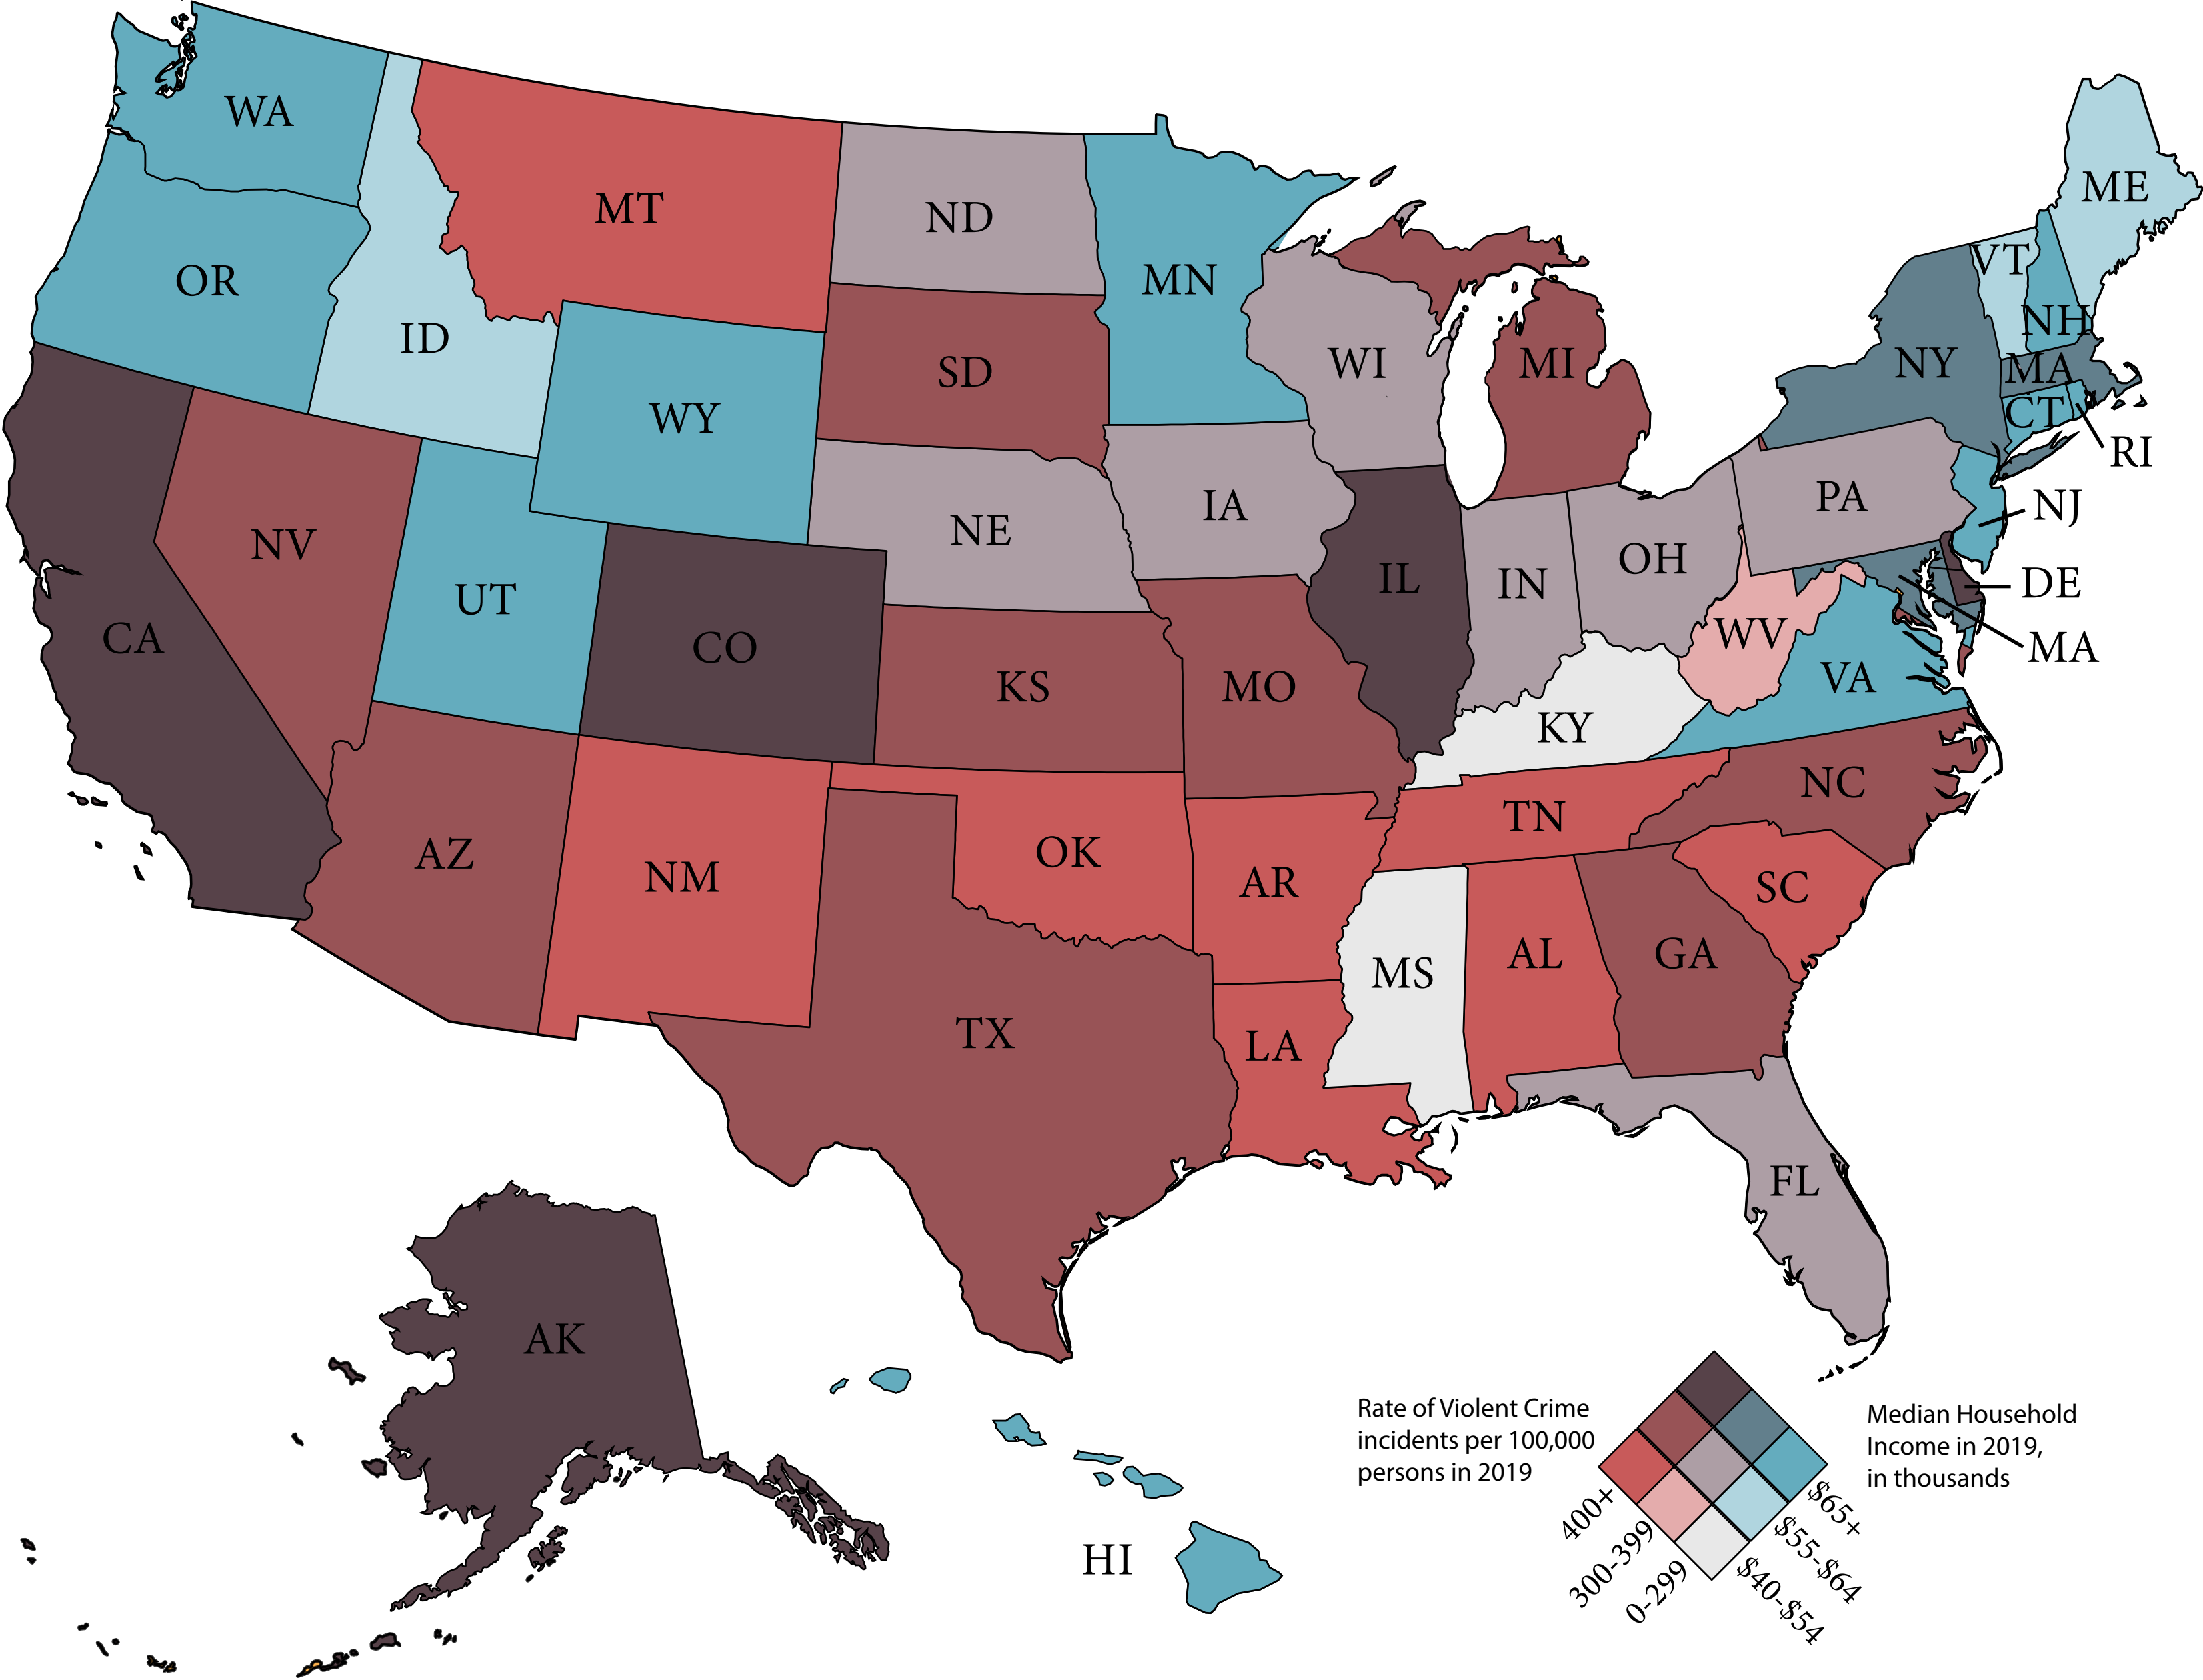 WA
MT
ND
MN
ME
OR
ID
SD
WI
MI
VT
NH
NY
MA
CT
RI
WY
NV
UT
CO
NE
IA
IL
IN
OH
PA
NJ
DE
MA
CA
KS
MO
KY
WV
VA
AZ
NM
OK
AR
TN
NC
SC
TX
LA
MS
AL
GA
FL
AK
HI
Rate of Violent Crime
incidents per 100,000
persons in 2019
Median Household
Income in 2019,
in thousands
400+
300-399
0-299
$65+
$55-$64
$40-$54